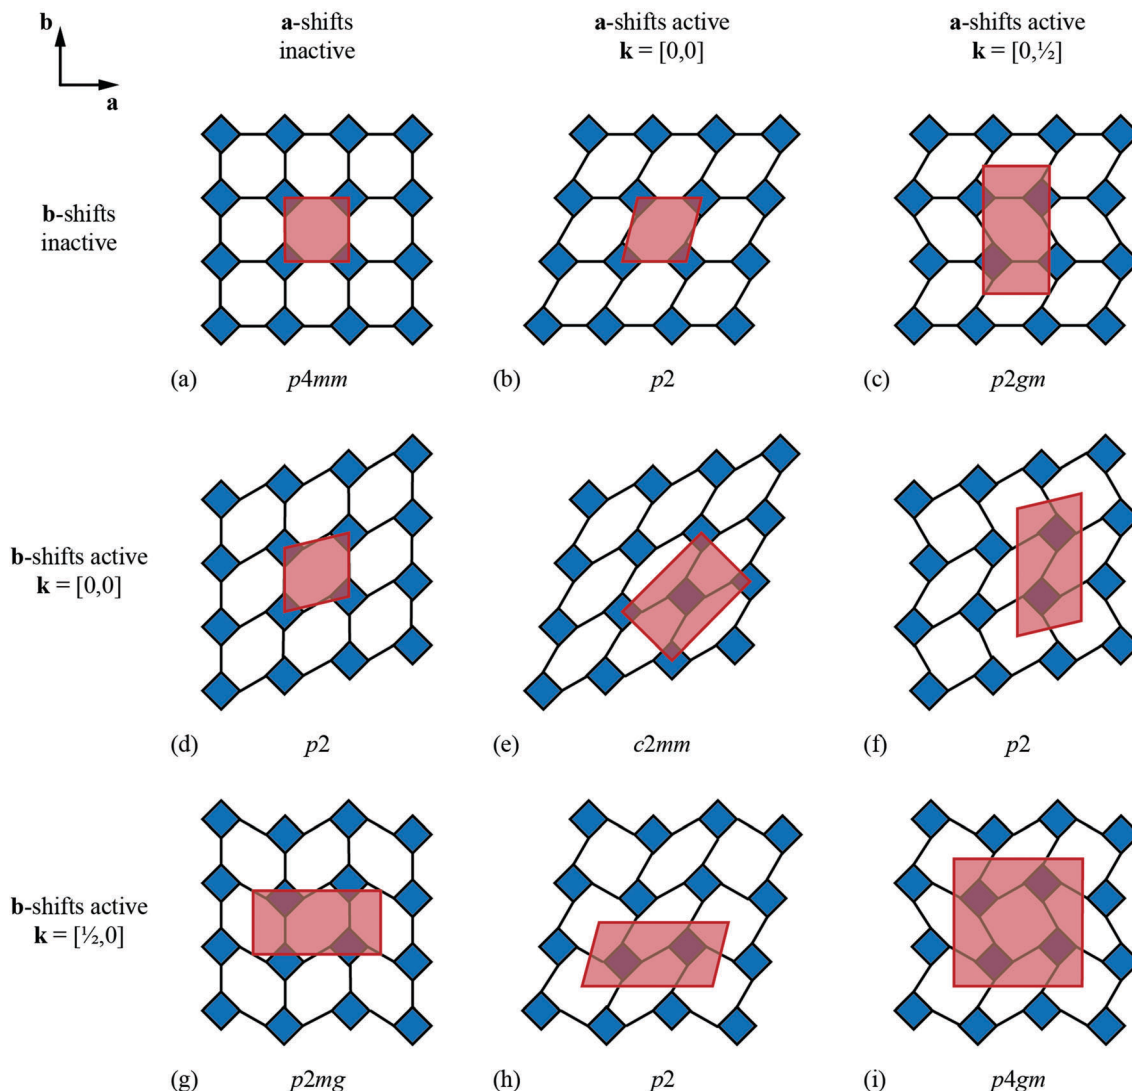 b
a
a-shifts
inactive
a-shifts active
k = [0,0]
a-shifts active
k = [0,½]
b-shifts
inactive
(a) p4mm
(b) p2
(c) p2gm
b-shifts active
k = [0,0]
(d) p2
(e) c2mm
(f) p2
b-shifts active
k = [½,0]
(g) p2mg
(h) p2
(i) p4gm